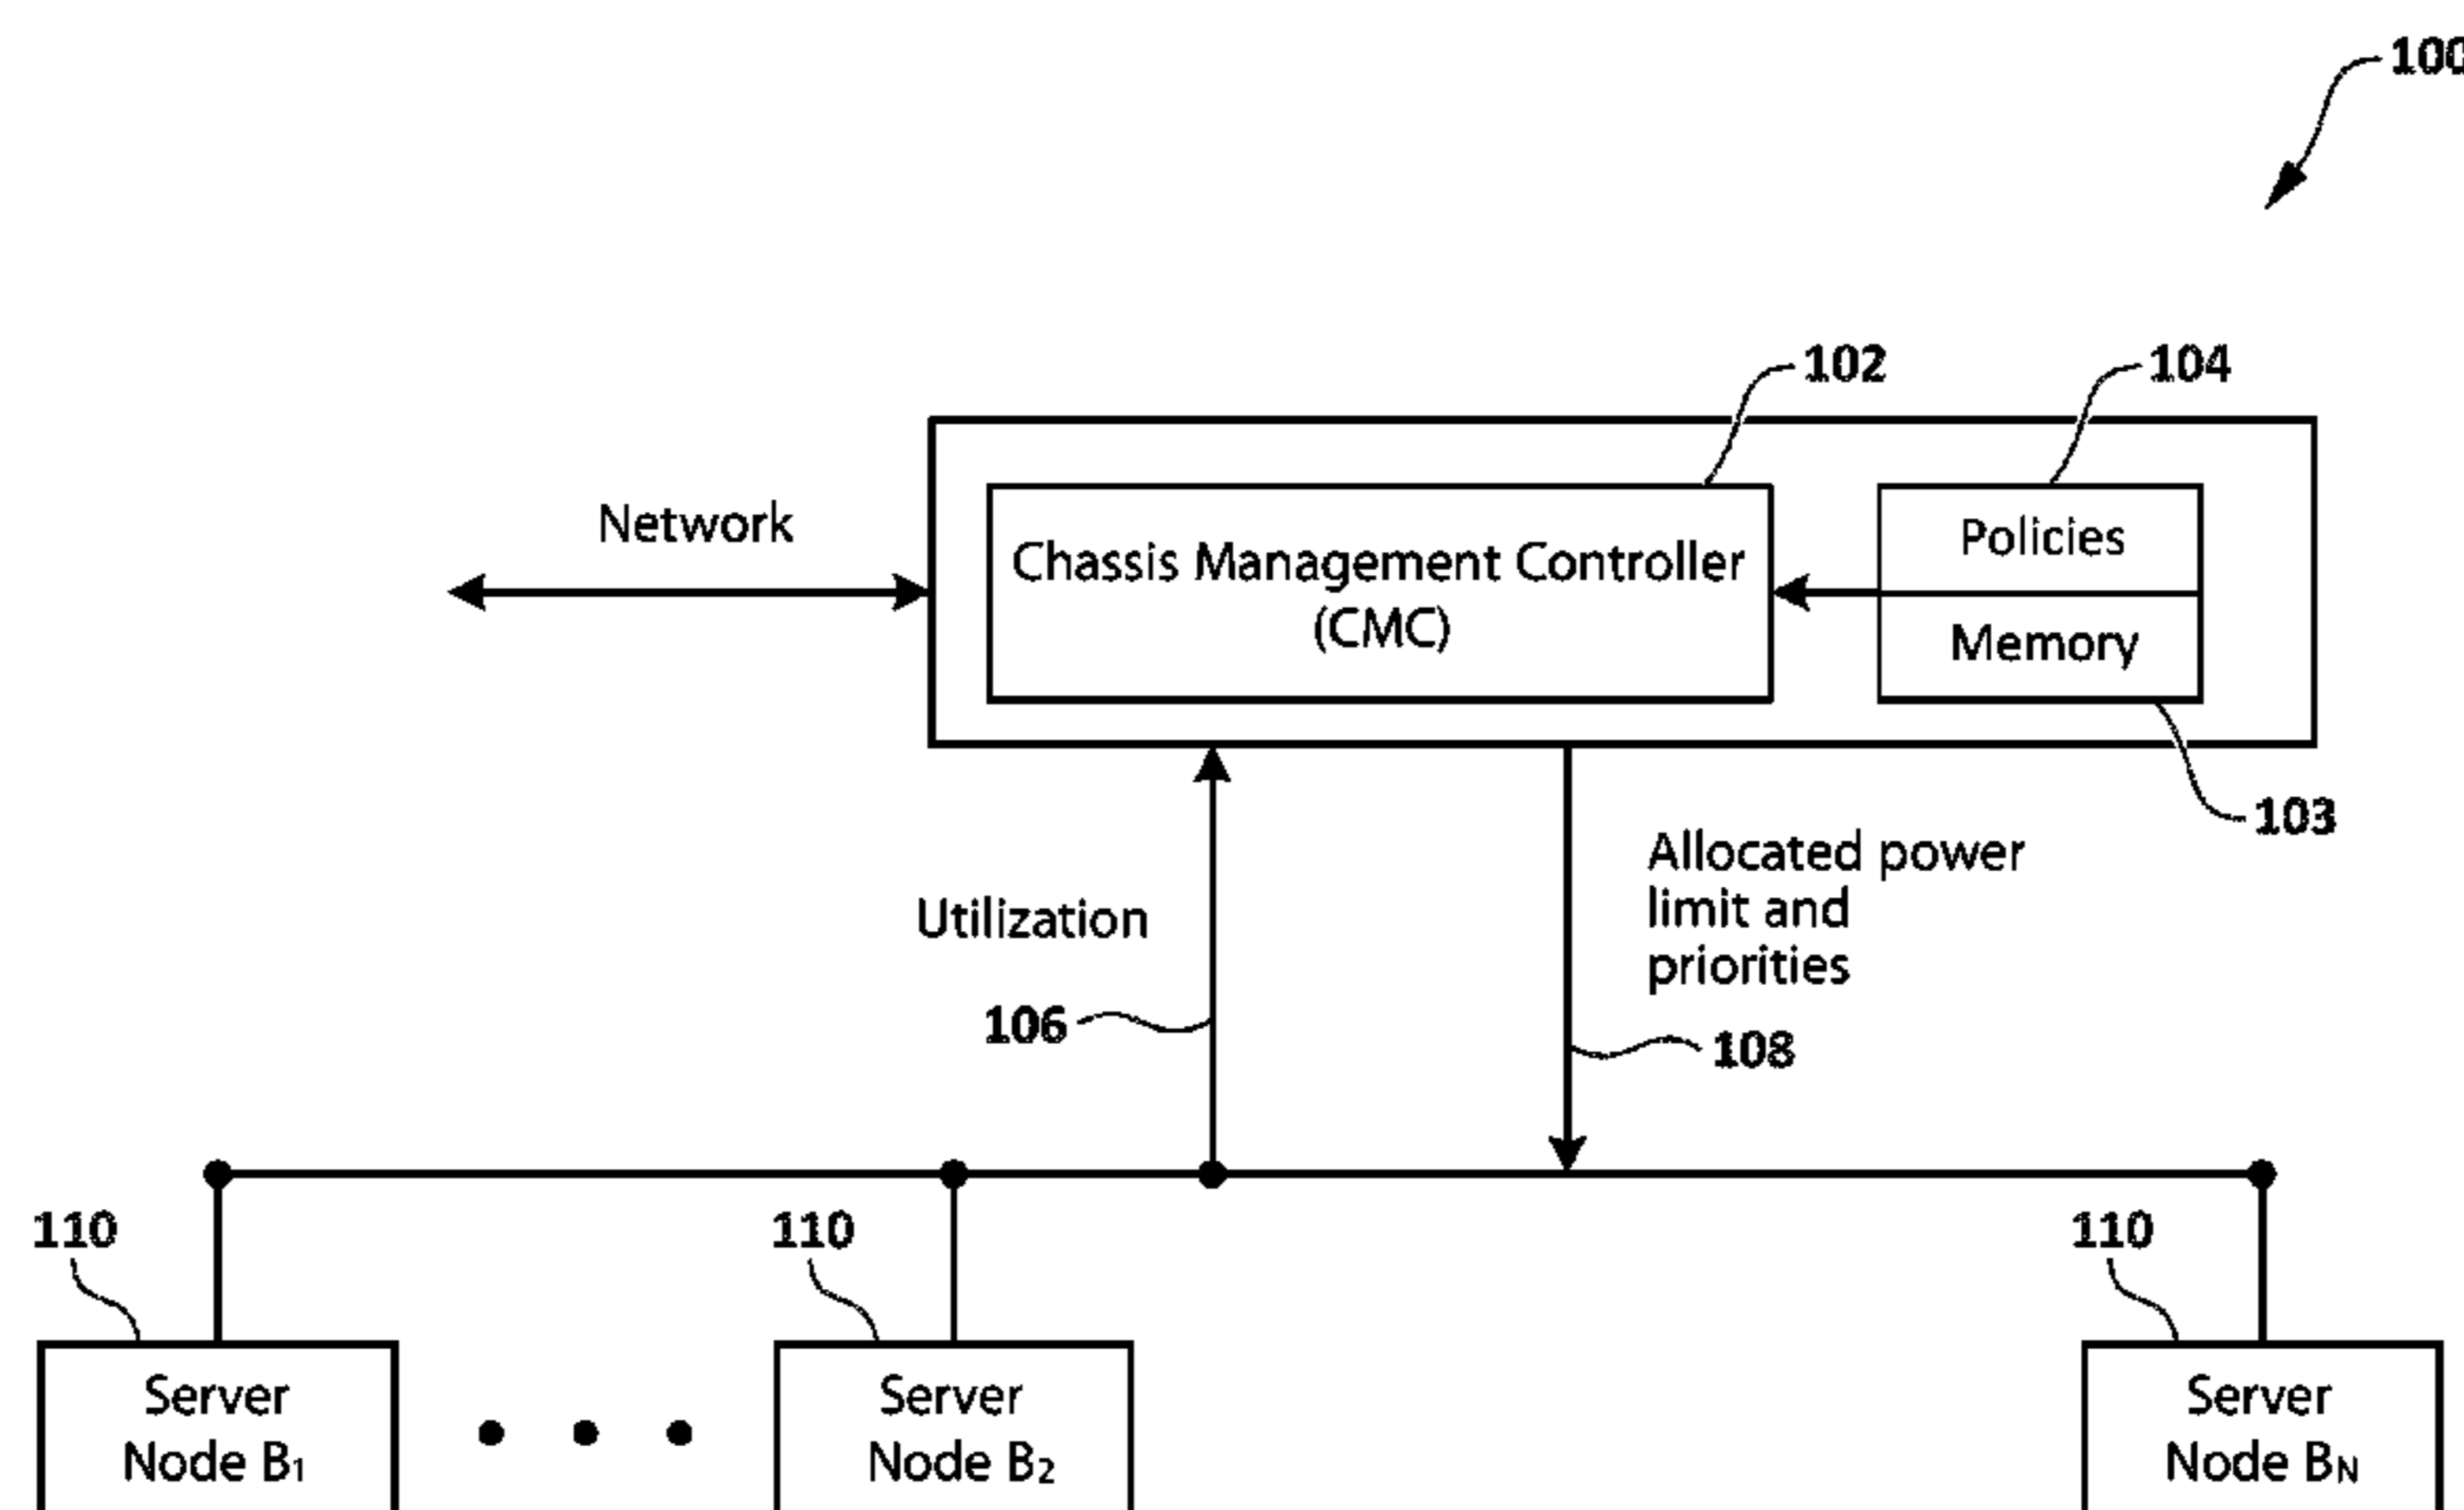 100
102
104
Network
Chassis Management Controller
(CMC)
Policies
Memory
103
Utilization
Allocated power
limit and
priorities
106
108
110
110
110
Server
Node B₁
Server
Node B₂
Server
Node Bₙ